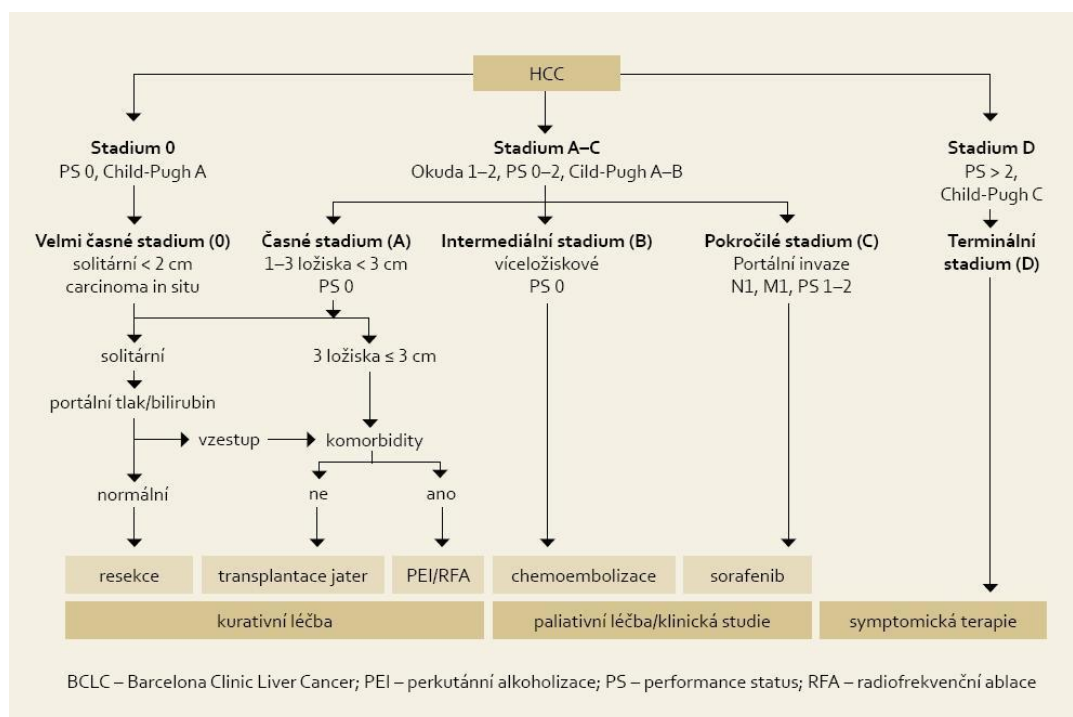 HCC
Stadium 0
PS 0, Child-Pugh A
Stadium A–C
Okuda 1–2, PS 0–2, Cild-Pugh A–B
Stadium D
PS > 2,
Child-Pugh C
Velmi časné stadium (0)
solitární < 2 cm
carcinoma in situ
Časné stadium (A)
1–3 ložiska < 3 cm
PS 0
Intermediální stadium (B)
víceložiskové
PS 0
Pokročilé stadium (C)
Portální invaze
N1, M1, PS 1–2
Terminální
stadium (D)
solitární
3 ložiska ≤ 3 cm
portální tlak/bilirubin
vzestup
komorbidity
normální
ne
ano
resekce
transplantace jater
PEI/RFA
chemoembolizace
sorafenib
kurativní léčba
paliativní léčba/klinická studie
symptomická terapie
BCLC – Barcelona Clinic Liver Cancer; PEI – perkutánní alkoholizace; PS – performance status; RFA – radiofrekvenční ablace